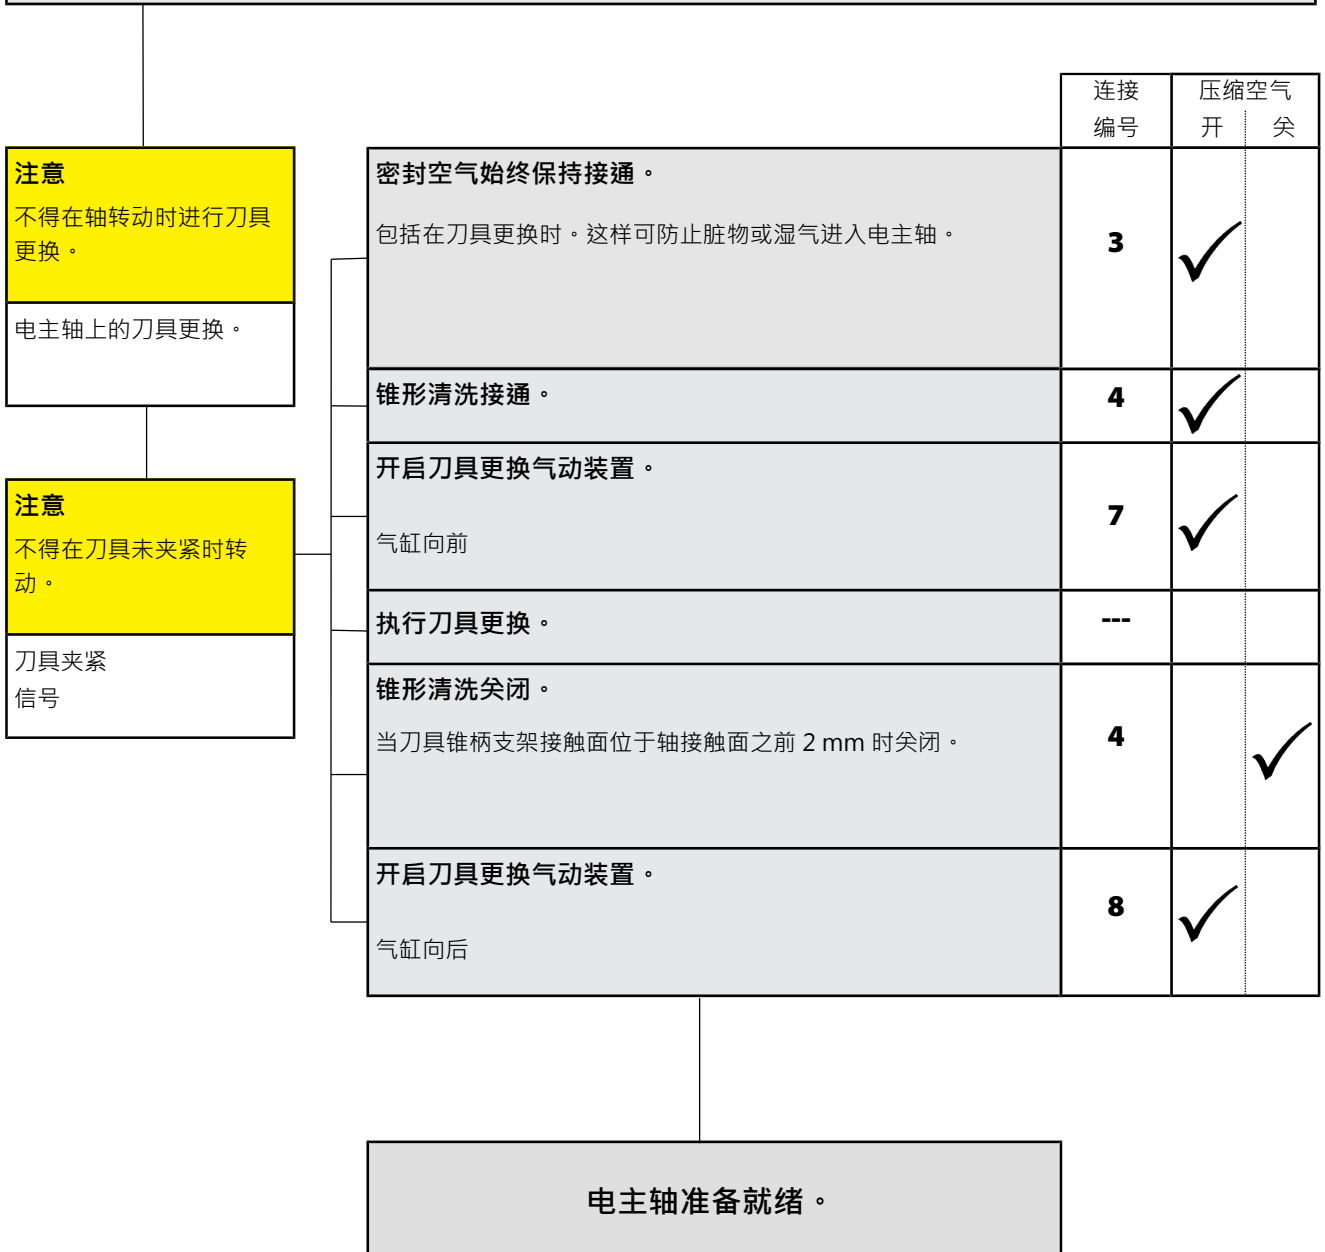 连接 压缩空气
编号 开 关
注意
不得在轴转动时进行刀具
更换。
电主轴上的刀具更换。
注意
不得在刀具未夹紧时转
动。
刀具夹紧
信号
密封空气始终保持接通。
包括在刀具更换时。这样可防止脏物或湿气进入电主轴。
3
锥形清洗接通。
4
开启刀具更换气动装置。
气缸向前
7
执行刀具更换。
---
锥形清洗关闭。
当刀具锥柄支架接触面位于轴接触面之前 2 mm 时关闭。
4
开启刀具更换气动装置。
气缸向后
8
电主轴准备就绪。